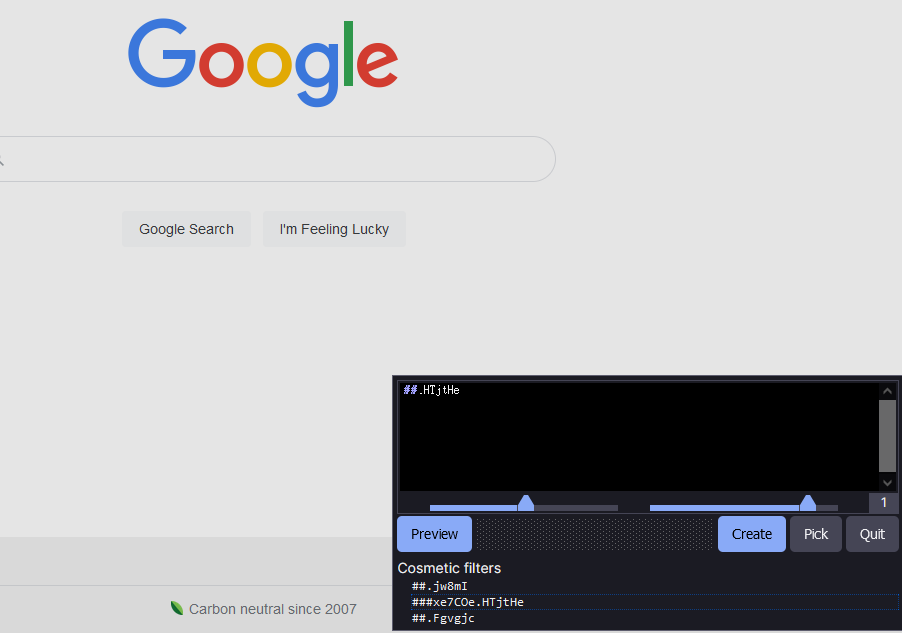 Google
Google Search
I'm Feeling Lucky
##.HTjtHe
1
Preview
Create
Pick
Quit
Cosmetic filters
##.jw8mI
###xe7COe.HTjtHe
##.Fgvgjc
Carbon neutral since 2007